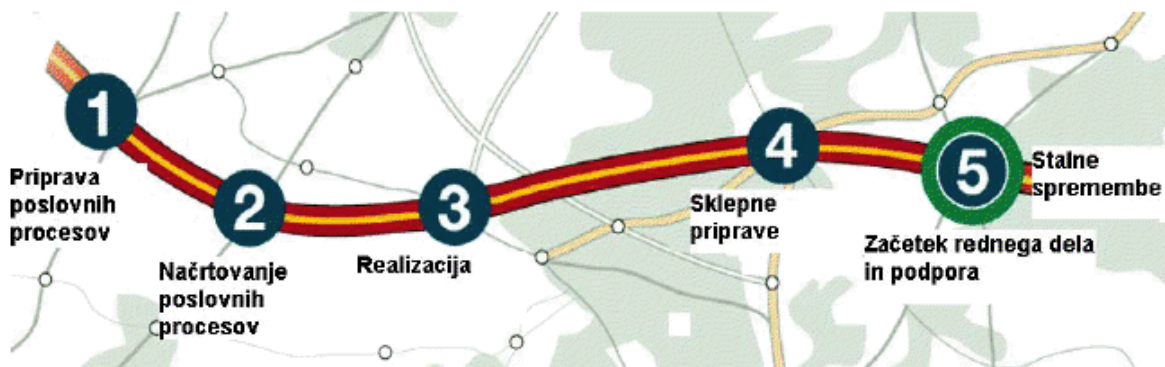 1
Priprava
poslovnih
procesov
2
Načrtovanje
poslovnih
procesov
3
Realizacija
4
Sklepne
priprave
5
Začetek rednega dela
in podpora
Stalne
spremembe